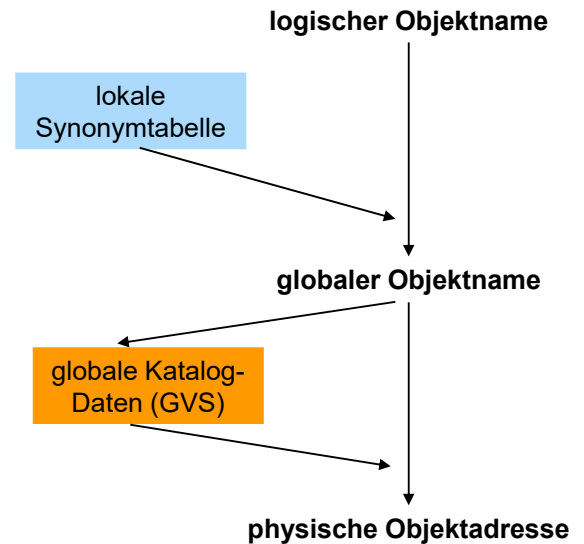 logischer Objektname
lokale
Synonymtabelle
globaler Objektname
globale Katalog-
Daten (GVS)
physische Objektadresse